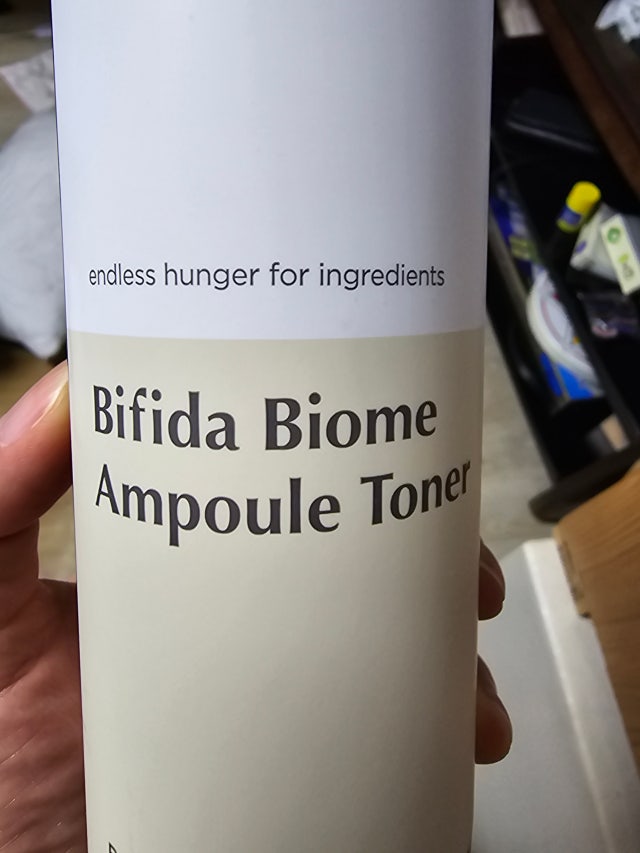 endless hunger for ingredients
Bifida Biome
Ampoule Toner